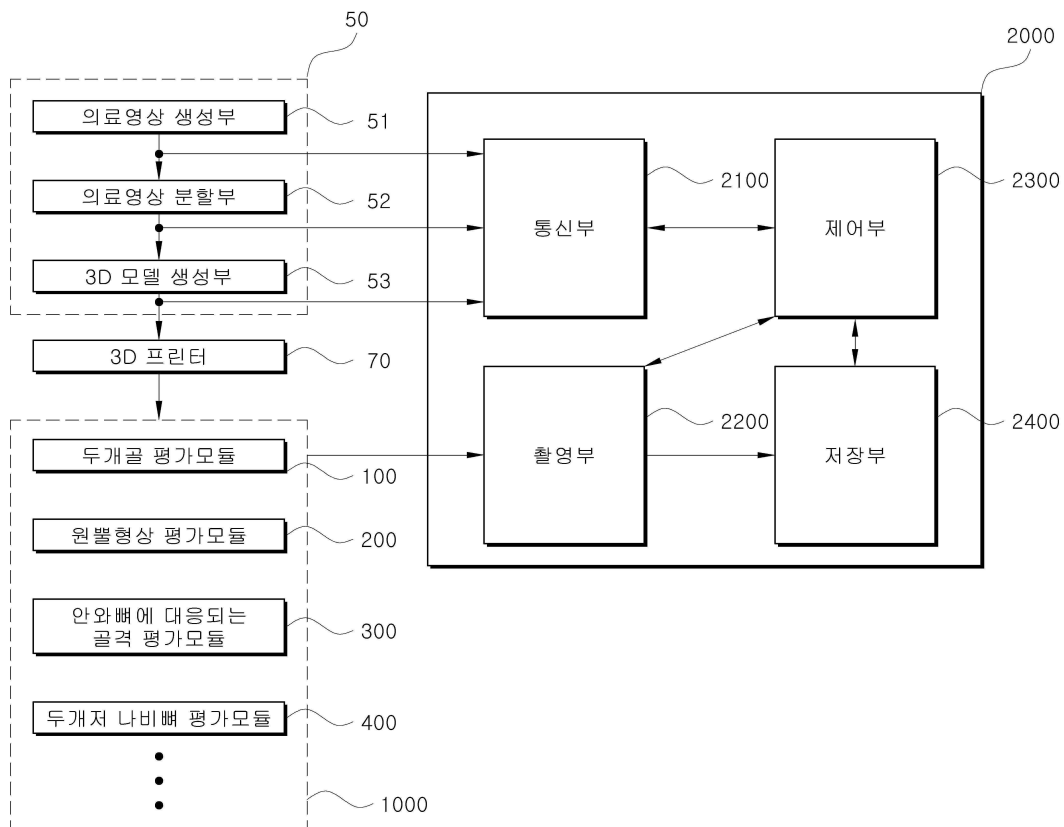 50
2000
의료영상 생성부
51
의료영상 분할부
52
3D 모델 생성부
53
3D 프린터
70
통신부
2100
제어부
2300
촬영부
2200
저장부
2400
두개골 평가모듈
100
원뿔형상 평가모듈
200
안와뼈에 대응되는
골격 평가모듈
300
두개저 나비뼈 평가모듈
400
1000